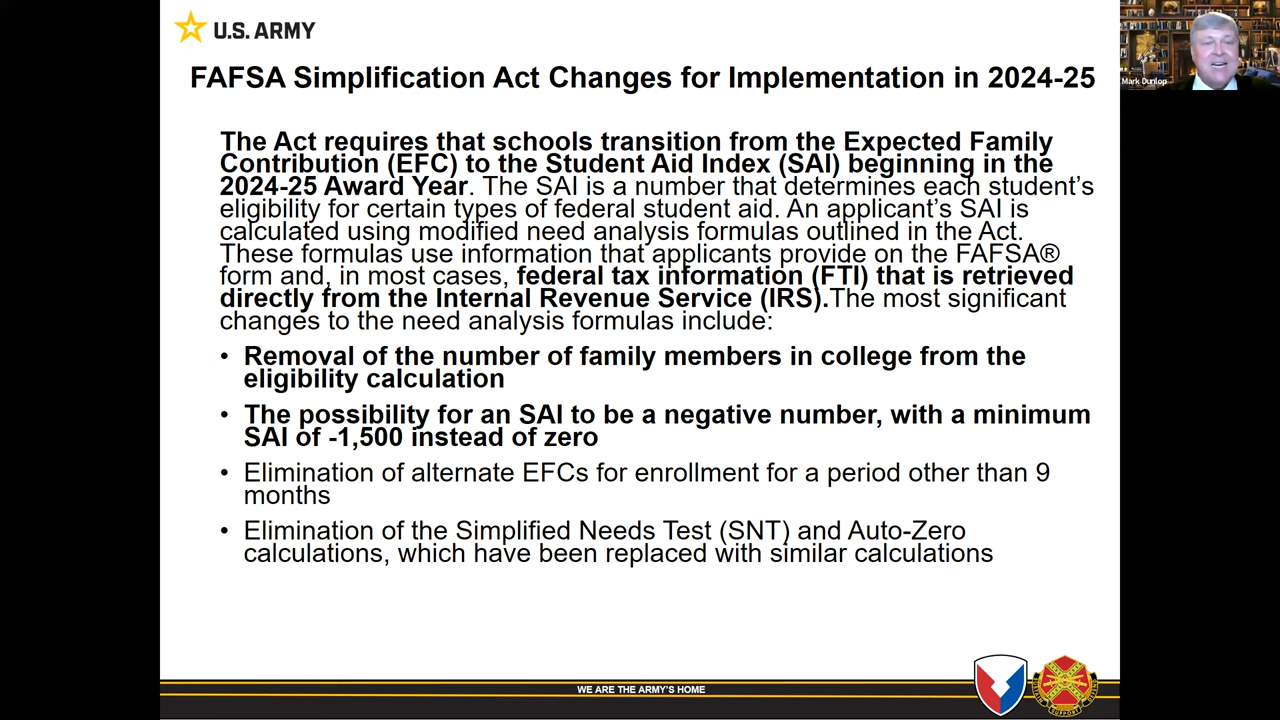 U.S. ARMY
FAFSA Simplification Act Changes for Implementation in 2024-25
Mark Dunlop
The Act requires that schools transition from the Expected Family
Contribution (EFC) to the Student Aid Index (SAI) beginning in the
2024-25 Award Year. The SAI is a number that determines each student’s
eligibility for certain types of federal student aid. An applicant’s SAI is
calculated using modified need analysis formulas outlined in the Act.
These formulas use information that applicants provide on the FAFSA®
form and, in most cases, federal tax information (FTI) that is retrieved
directly from the Internal Revenue Service (IRS).The most significant
changes to the need analysis formulas include:
• Removal of the number of family members in college from the
eligibility calculation
• The possibility for an SAI to be a negative number, with a minimum
SAI of -1,500 instead of zero
• Elimination of alternate EFCs for enrollment for a period other than 9
months
• Elimination of the Simplified Needs Test (SNT) and Auto-Zero
calculations, which have been replaced with similar calculations
WE ARE THE ARMY'S HOME